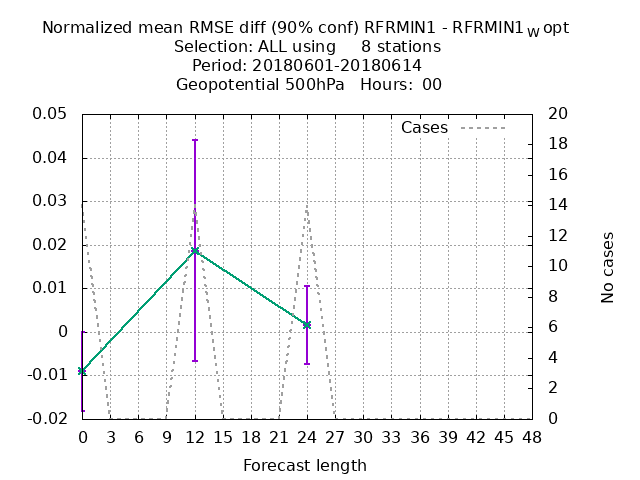 Normalized mean RMSE diff (90% conf) RFRMIN1 - RFRMIN1w opt
Selection: ALL using 8 stations
Period: 20180601-20180614
Geopotential 500hPa Hours: 00
Cases
0.05
0.04
0.03
0.02
0.01
0
-0.01
-0.02
20
18
16
14
12
10
8
6
4
2
0
No cases
0 3 6 9 12 15 18 21 24 27 30 33 36 39 42 45 48
Forecast length